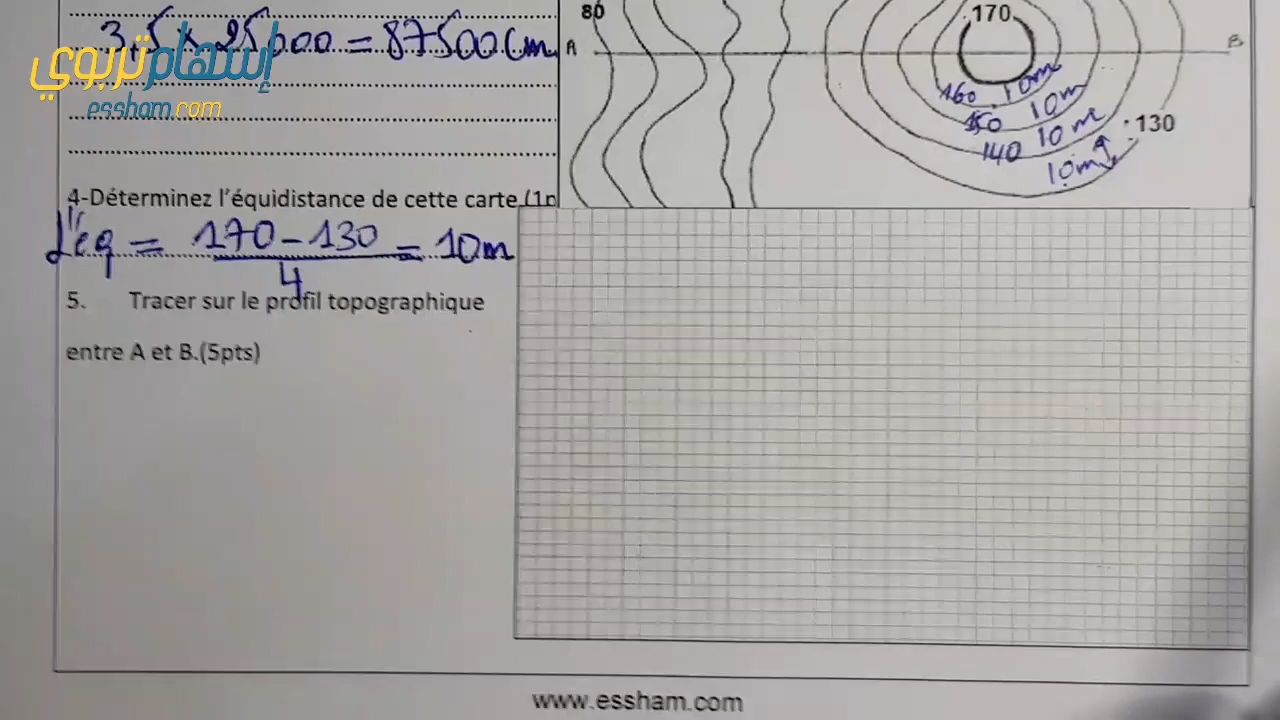 إسهام تربوي
essham.com
3,5 x 25000 = 87500 Cm
80
A
170
B
160 10m
150 10m
140 10m
10m
130
4-Déterminez l'équidistance de cette carte (1p
L'éq = 170 - 130 = 10m
4
5. Tracer sur le profil topographique
entre A et B.(5pts)
www.essham.com